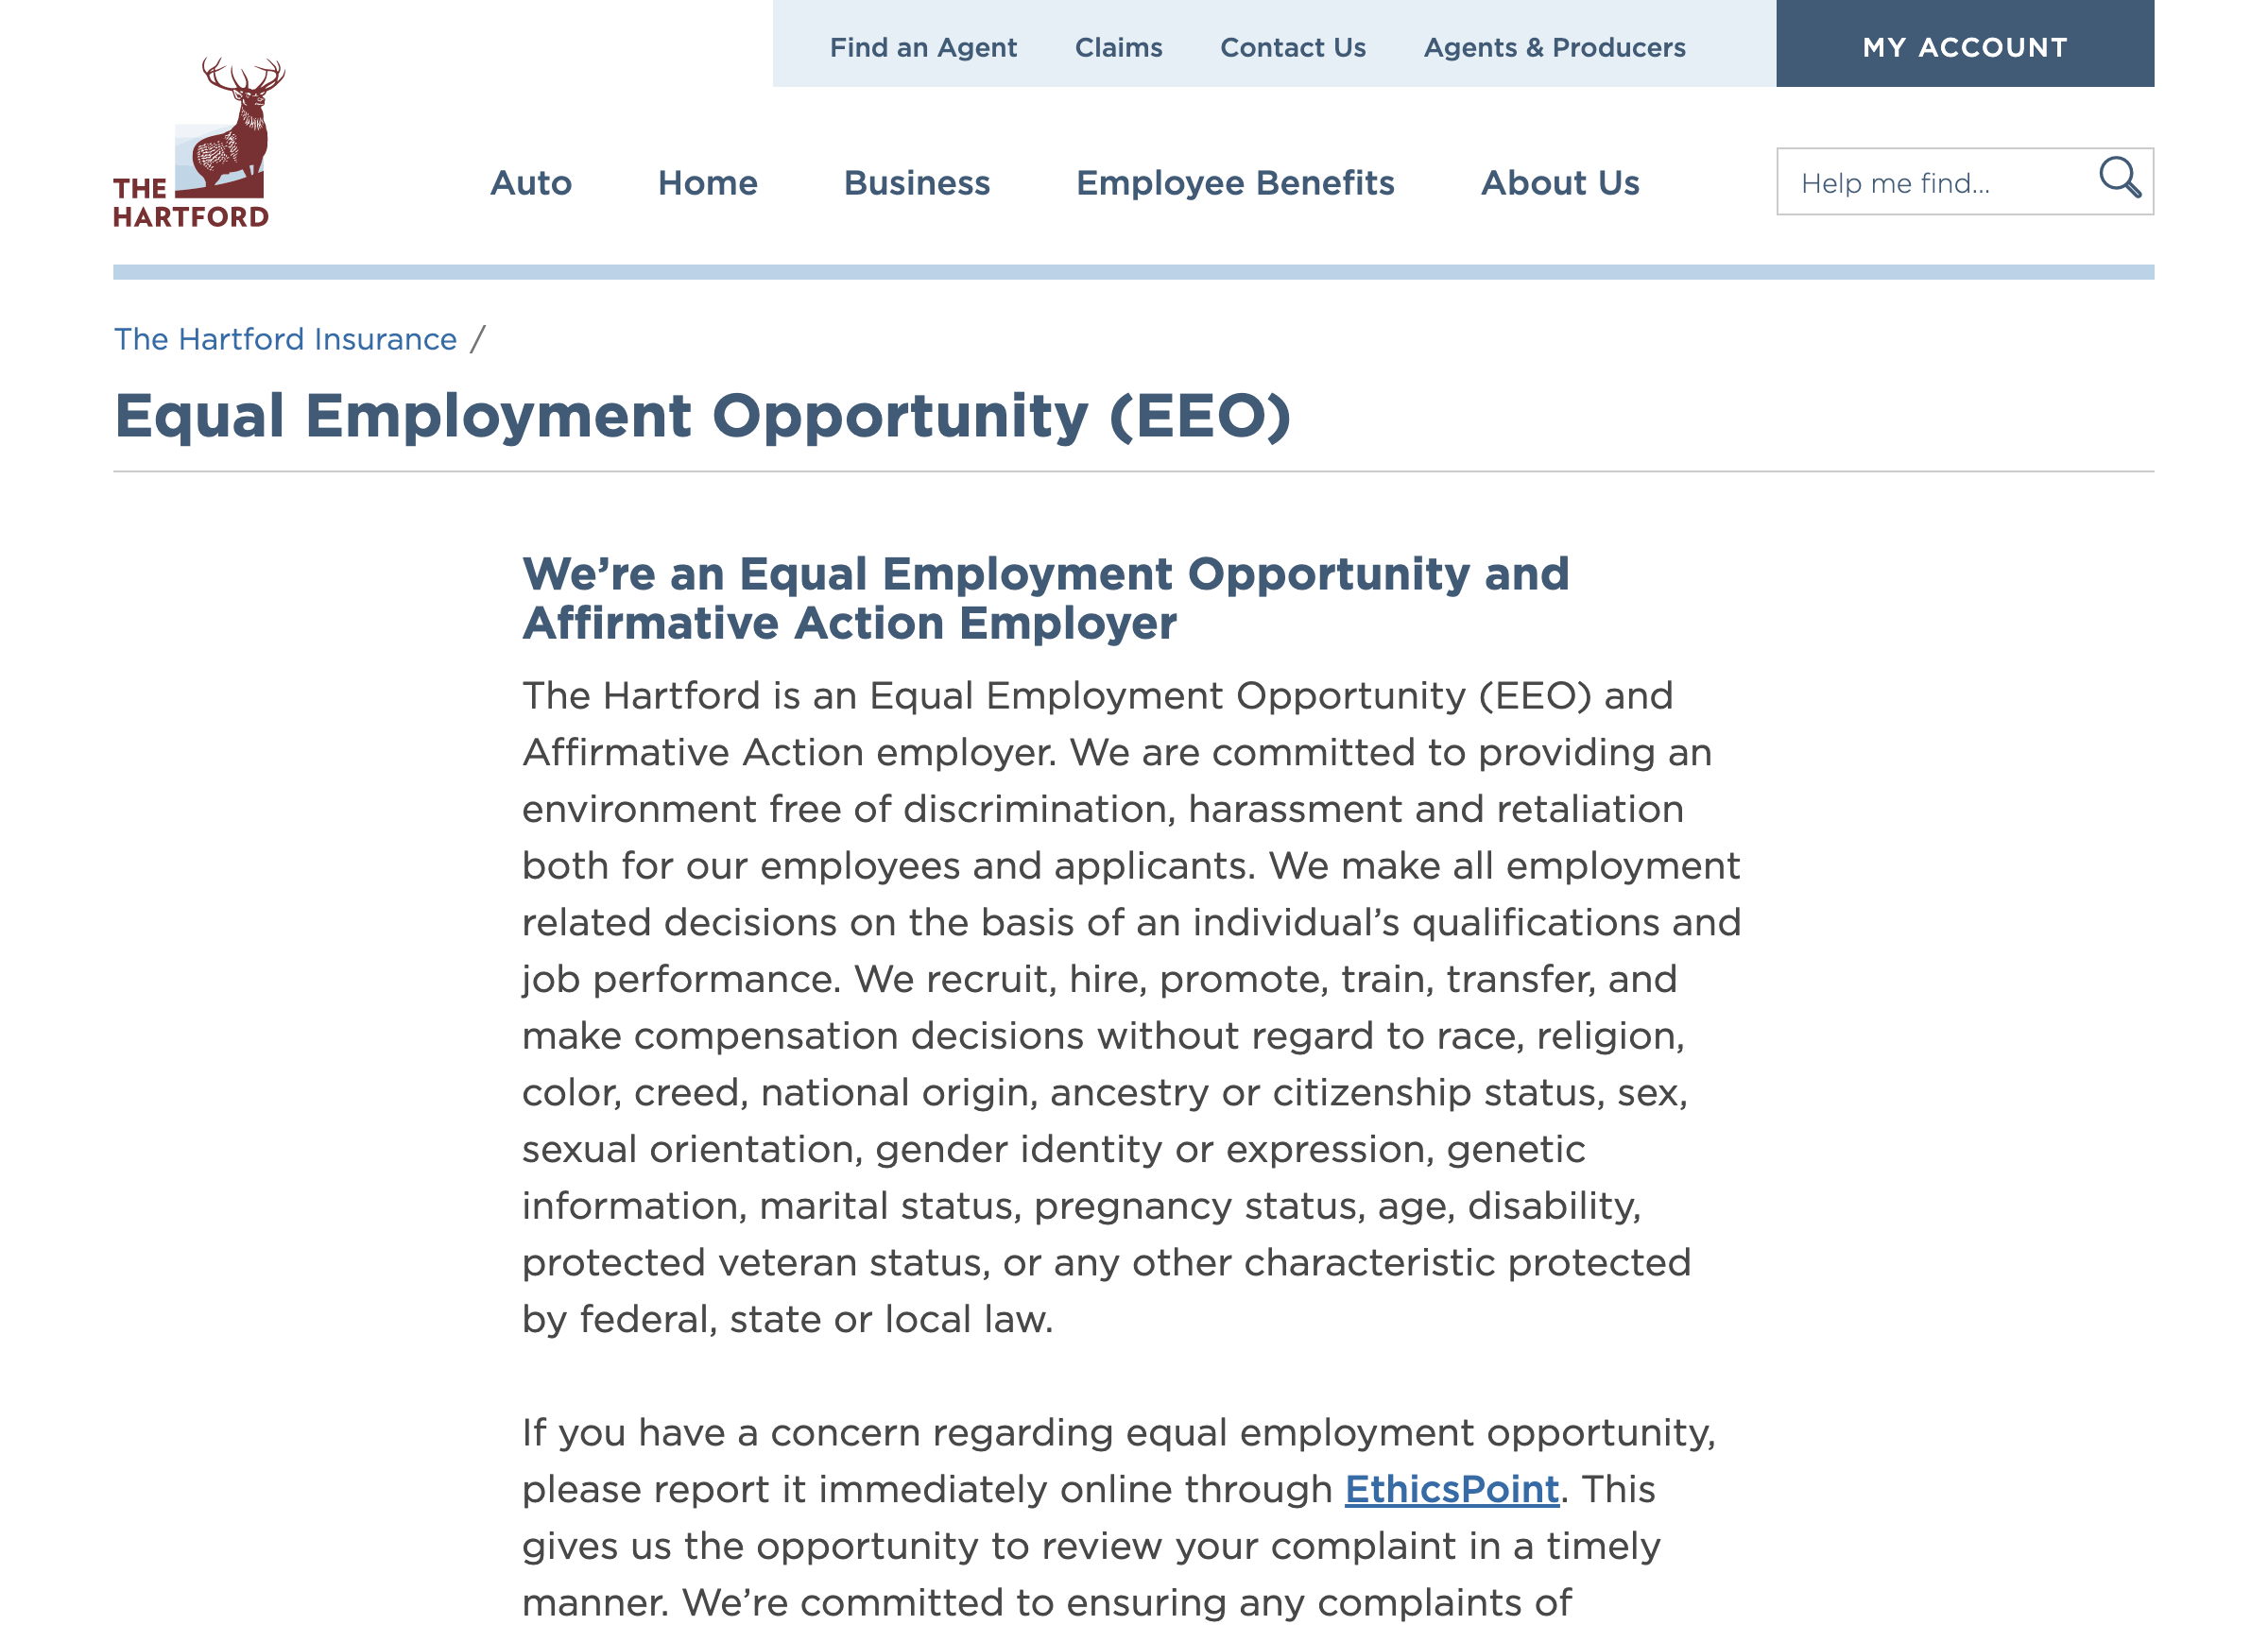 Find an Agent Claims Contact Us Agents & Producers MY ACCOUNT
THE
HARTFORD
Auto Home Business Employee Benefits About Us Help me find...
The Hartford Insurance /
Equal Employment Opportunity (EEO)
We’re an Equal Employment Opportunity and
Affirmative Action Employer
The Hartford is an Equal Employment Opportunity (EEO) and
Affirmative Action employer. We are committed to providing an
environment free of discrimination, harassment and retaliation
both for our employees and applicants. We make all employment
related decisions on the basis of an individual’s qualifications and
job performance. We recruit, hire, promote, train, transfer, and
make compensation decisions without regard to race, religion,
color, creed, national origin, ancestry or citizenship status, sex,
sexual orientation, gender identity or expression, genetic
information, marital status, pregnancy status, age, disability,
protected veteran status, or any other characteristic protected
by federal, state or local law.
If you have a concern regarding equal employment opportunity,
please report it immediately online through EthicsPoint. This
gives us the opportunity to review your complaint in a timely
manner. We’re committed to ensuring any complaints of